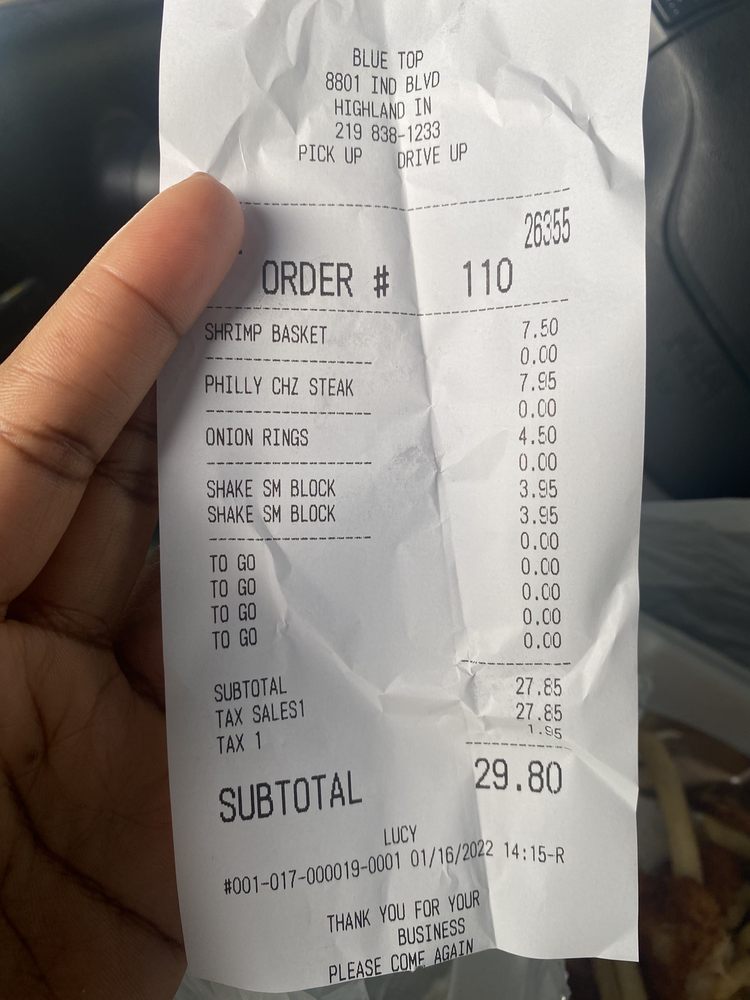 BLUE TOP
8801 IND BLVD
HIGHLAND IN
219 838-1233
PICK UP DRIVE UP
26355
ORDER # 110
SHRIMP BASKET 7.50
0.00
PHILLY CHZ STEAK 7.95
0.00
ONION RINGS 4.50
0.00
SHAKE SM BLOCK 3.95
SHAKE SM BLOCK 3.95
0.00
TO GO 0.00
TO GO 0.00
TO GO 0.00
TO GO 0.00
SUBTOTAL 27.85
TAX SALES1 27.85
TAX 1 1.95
SUBTOTAL 29.80
LUCY
#001-017-000019-0001 01/16/2022 14:15-R
THANK YOU FOR YOUR
BUSINESS
PLEASE COME AGAIN